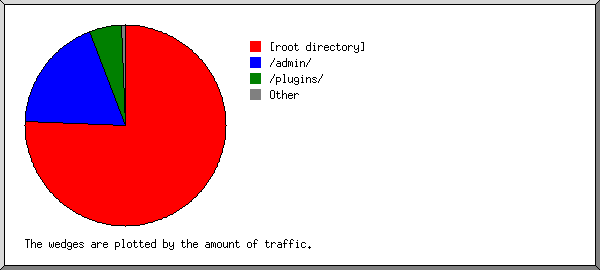 [root directory]
/admin/
/plugins/
Other
The wedges are plotted by the amount of traffic.